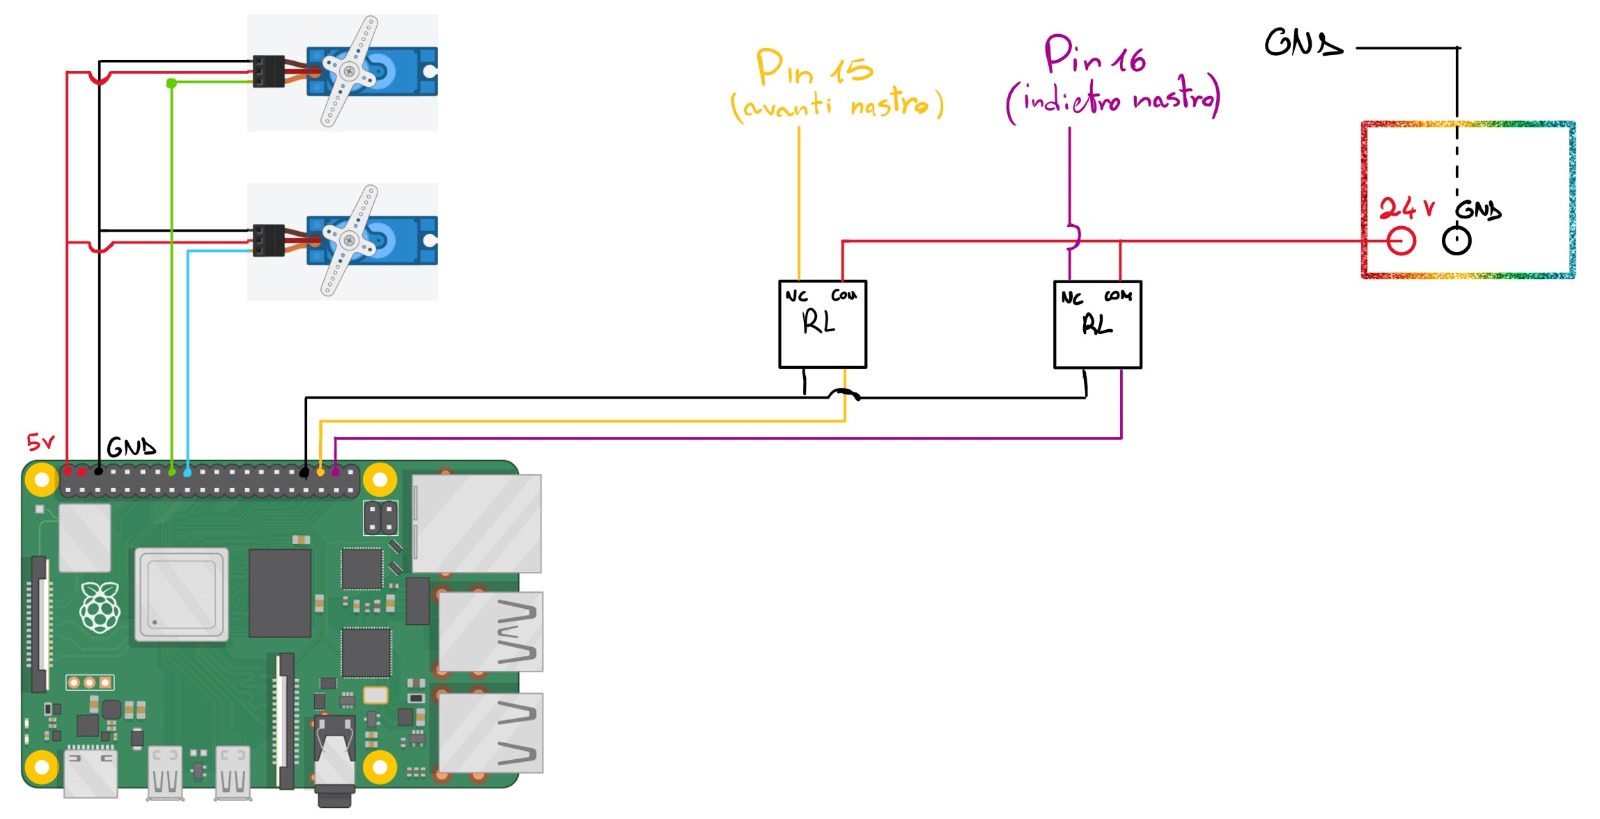 Pin 15
(avanti nastro)
Pin 16
(indietro nastro)
GND
24 v GND
NC COM
RL
NC COM
RL
5v GND